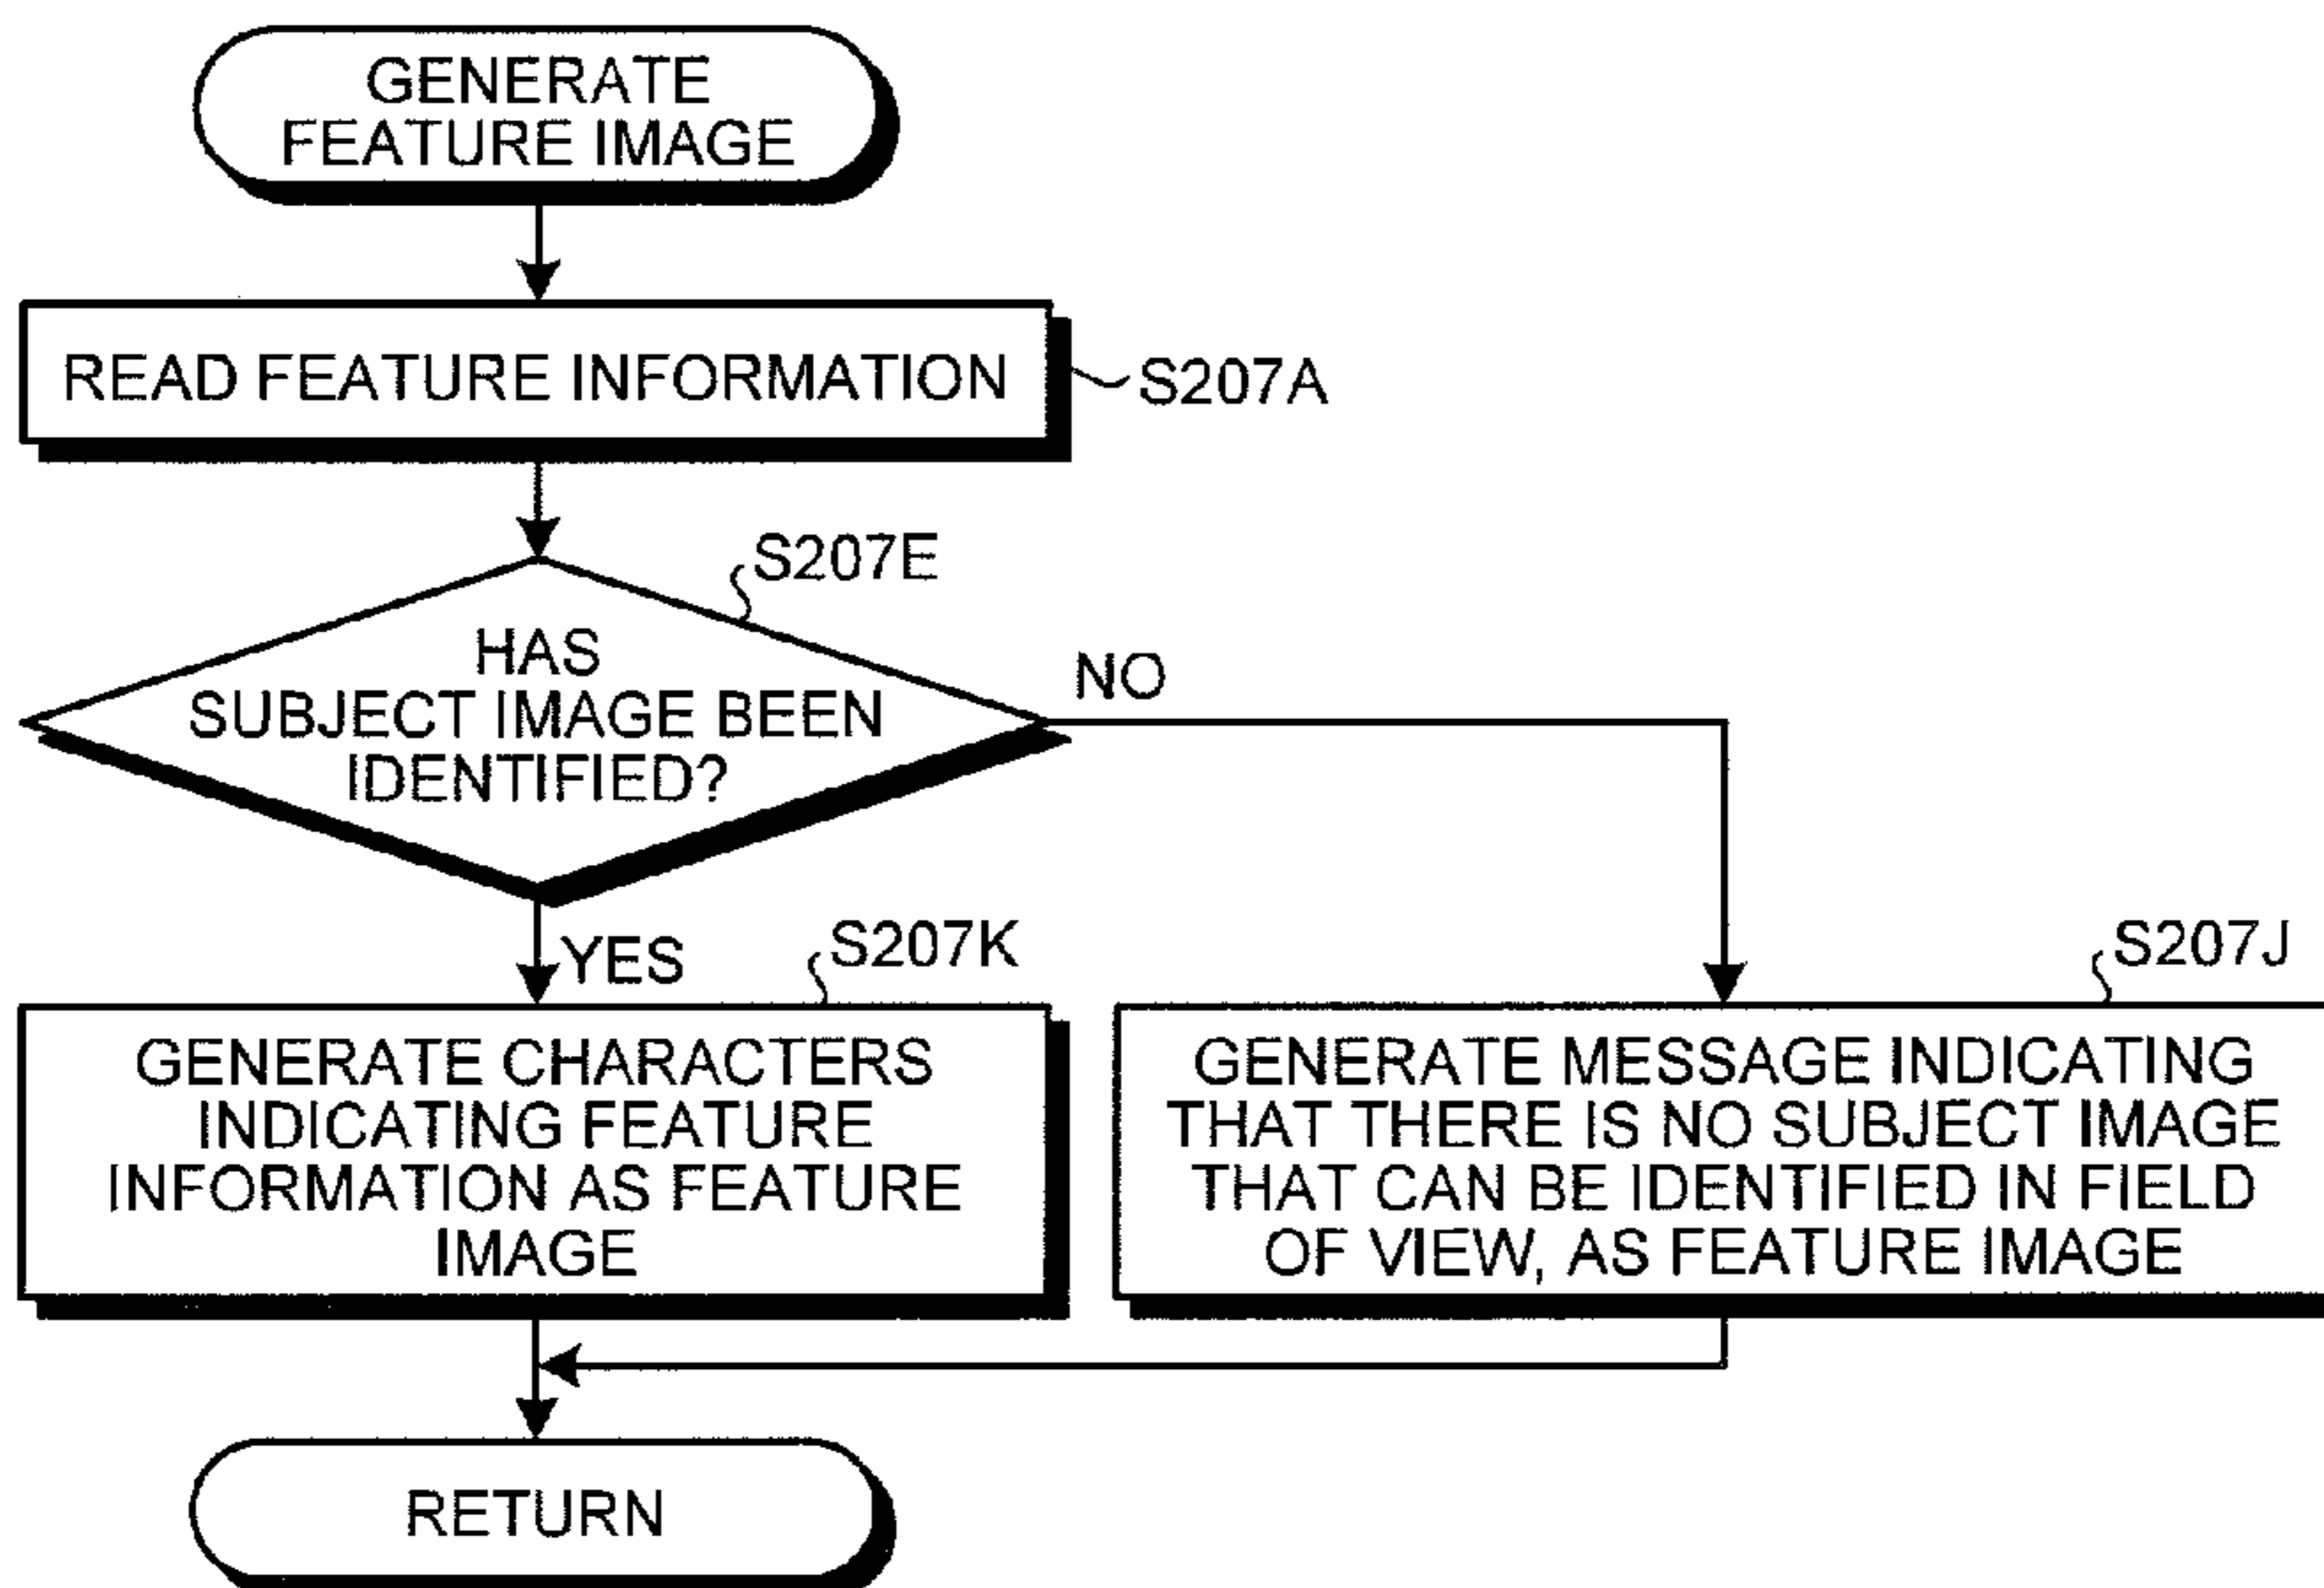 GENERATE
FEATURE IMAGE
READ FEATURE INFORMATION
S207A
S207E
HAS
SUBJECT IMAGE BEEN
IDENTIFIED?
NO
YES
S207K
S207J
GENERATE CHARACTERS
INDICATING FEATURE
INFORMATION AS FEATURE
IMAGE
GENERATE MESSAGE INDICATING
THAT THERE IS NO SUBJECT IMAGE
THAT CAN BE IDENTIFIED IN FIELD
OF VIEW, AS FEATURE IMAGE
RETURN